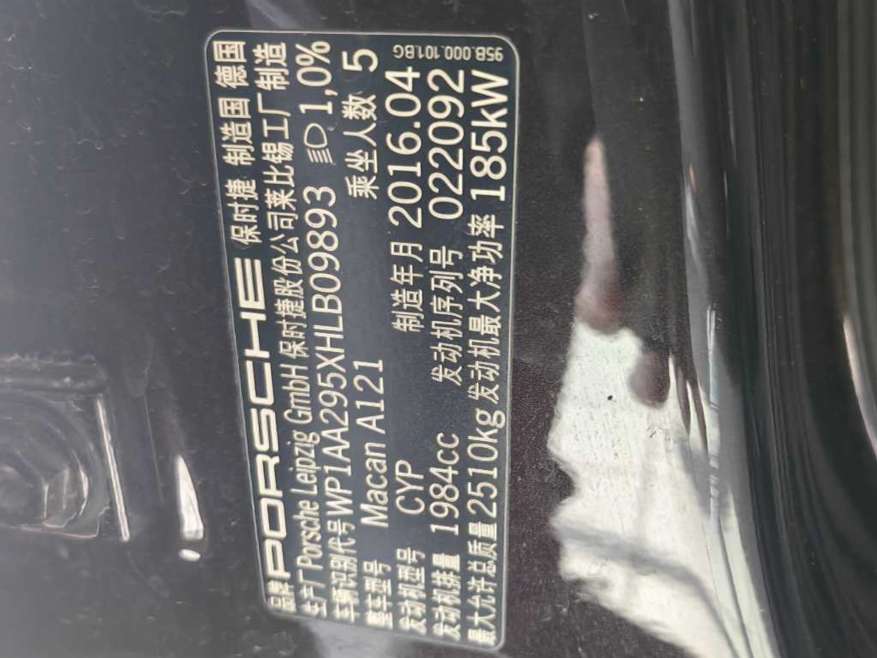 品牌 PORSCHE 保时捷 制造国 德国
生产厂 Porsche Leipzig GmbH 保时捷股份公司莱比锡工厂制造
车辆识别代号 WP1AA295XHLB09893 1,0%
整车型号 Macan A121 乘坐人数 5
发动机型号 CYP 制造年月 2016.04
发动机排量 1984cc 发动机序列号 022092
最大允许总质量 2510kg 发动机最大净功率 185kW
95B.000.101.BG